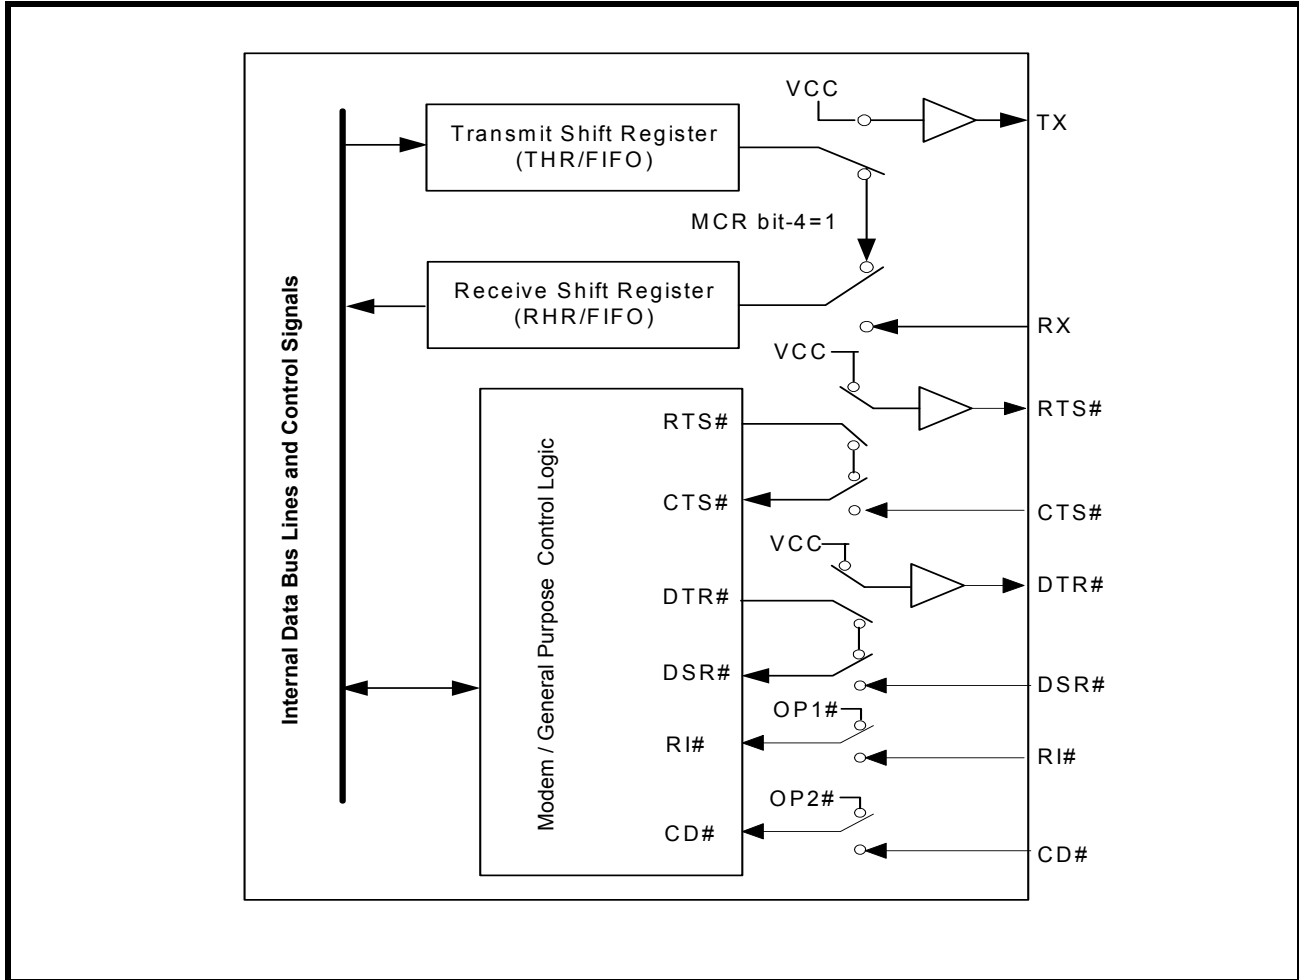 VCC
TX
Transmit Shift Register
(THR/FIFO)
MCR bit-4=1
Receive Shift Register
(RHR/FIFO)
RX
VCC
RTS#
RTS#
CTS#
CTS#
VCC
DTR#
DTR#
DSR#
DSR#
OP1#
RI#
RI#
OP2#
CD#
CD#
Internal Data Bus Lines and Control Signals
Modem / General Purpose Control Logic